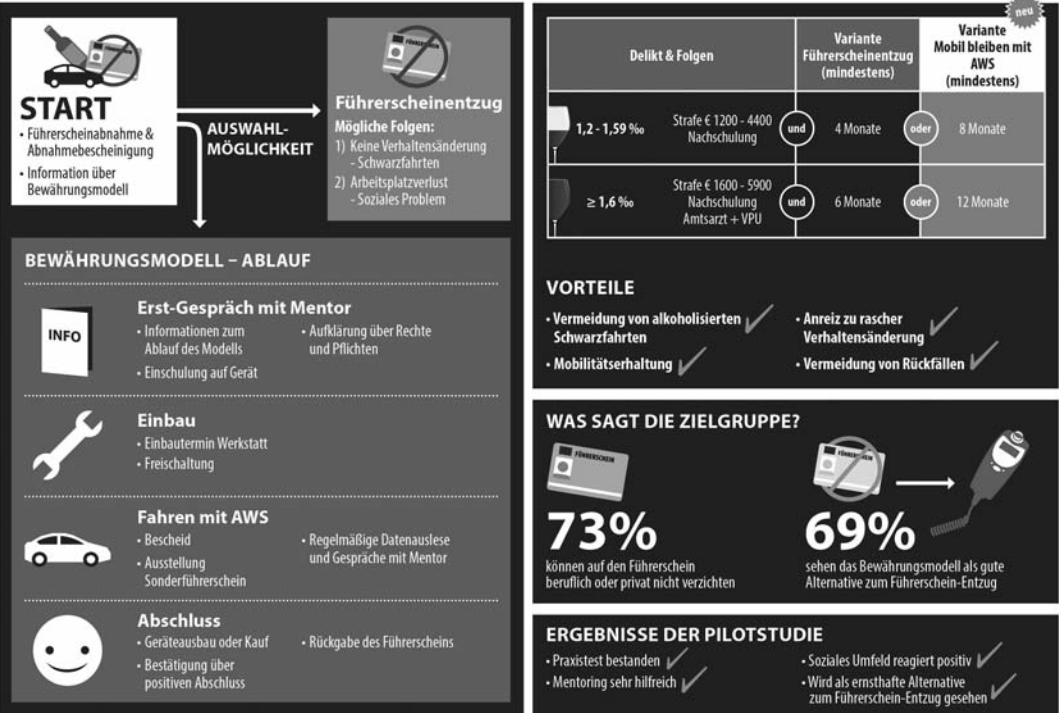 FÜHRERSCHEIN
START
• Führerscheinabnahme &
Abnahmebescheinigung
• Information über
Bewährungsmodell
AUSWAHL-
MÖGLICHKEIT
FÜHRERSCHEIN
Führerscheinentzug
Mögliche Folgen:
1) Keine Verhaltensänderung
- Schwarzfahrten
2) Arbeitsplatzverlust
- Soziales Problem
BEWÄHRUNGSMODELL – ABLAUF
INFO
Erst-Gespräch mit Mentor
• Informationen zum
Ablauf des Modells
• Einschulung auf Gerät
• Aufklärung über Rechte
und Pflichten
Einbau
• Einbautermin Werkstatt
• Freischaltung
Fahren mit AWS
• Bescheid
• Ausstellung
Sonderführerschein
• Regelmäßige Datenauslese
und Gespräche mit Mentor
Abschluss
• Geräteausbau oder Kauf
• Bestätigung über
positiven Abschluss
• Rückgabe des Führerscheins
neu
Delikt & Folgen
Variante
Führerscheinentzug
(mindestens)
Variante
Mobil bleiben mit
AWS
(mindestens)
1,2 - 1,59 ‰
Strafe € 1200 - 4400
Nachschulung
und
4 Monate
oder
8 Monate
≥ 1,6 ‰
Strafe € 1600 - 5900
Nachschulung
Amtsarzt + VPU
und
6 Monate
oder
12 Monate
VORTEILE
• Vermeidung von alkoholisierten
Schwarzfahrten
• Mobilitätserhaltung
• Anreiz zu rascher
Verhaltensänderung
• Vermeidung von Rückfällen
WAS SAGT DIE ZIELGRUPPE?
FÜHRERSCHEIN
73%
können auf den Führerschein
beruflich oder privat nicht verzichten
FÜHRERSCHEIN
69%
sehen das Bewährungsmodell als gute
Alternative zum Führerschein-Entzug
ERGEBNISSE DER PILOTSTUDIE
• Praxistest bestanden
• Mentoring sehr hilfreich
• Soziales Umfeld reagiert positiv
• Wird als ernsthafte Alternative
zum Führerschein-Entzug gesehen